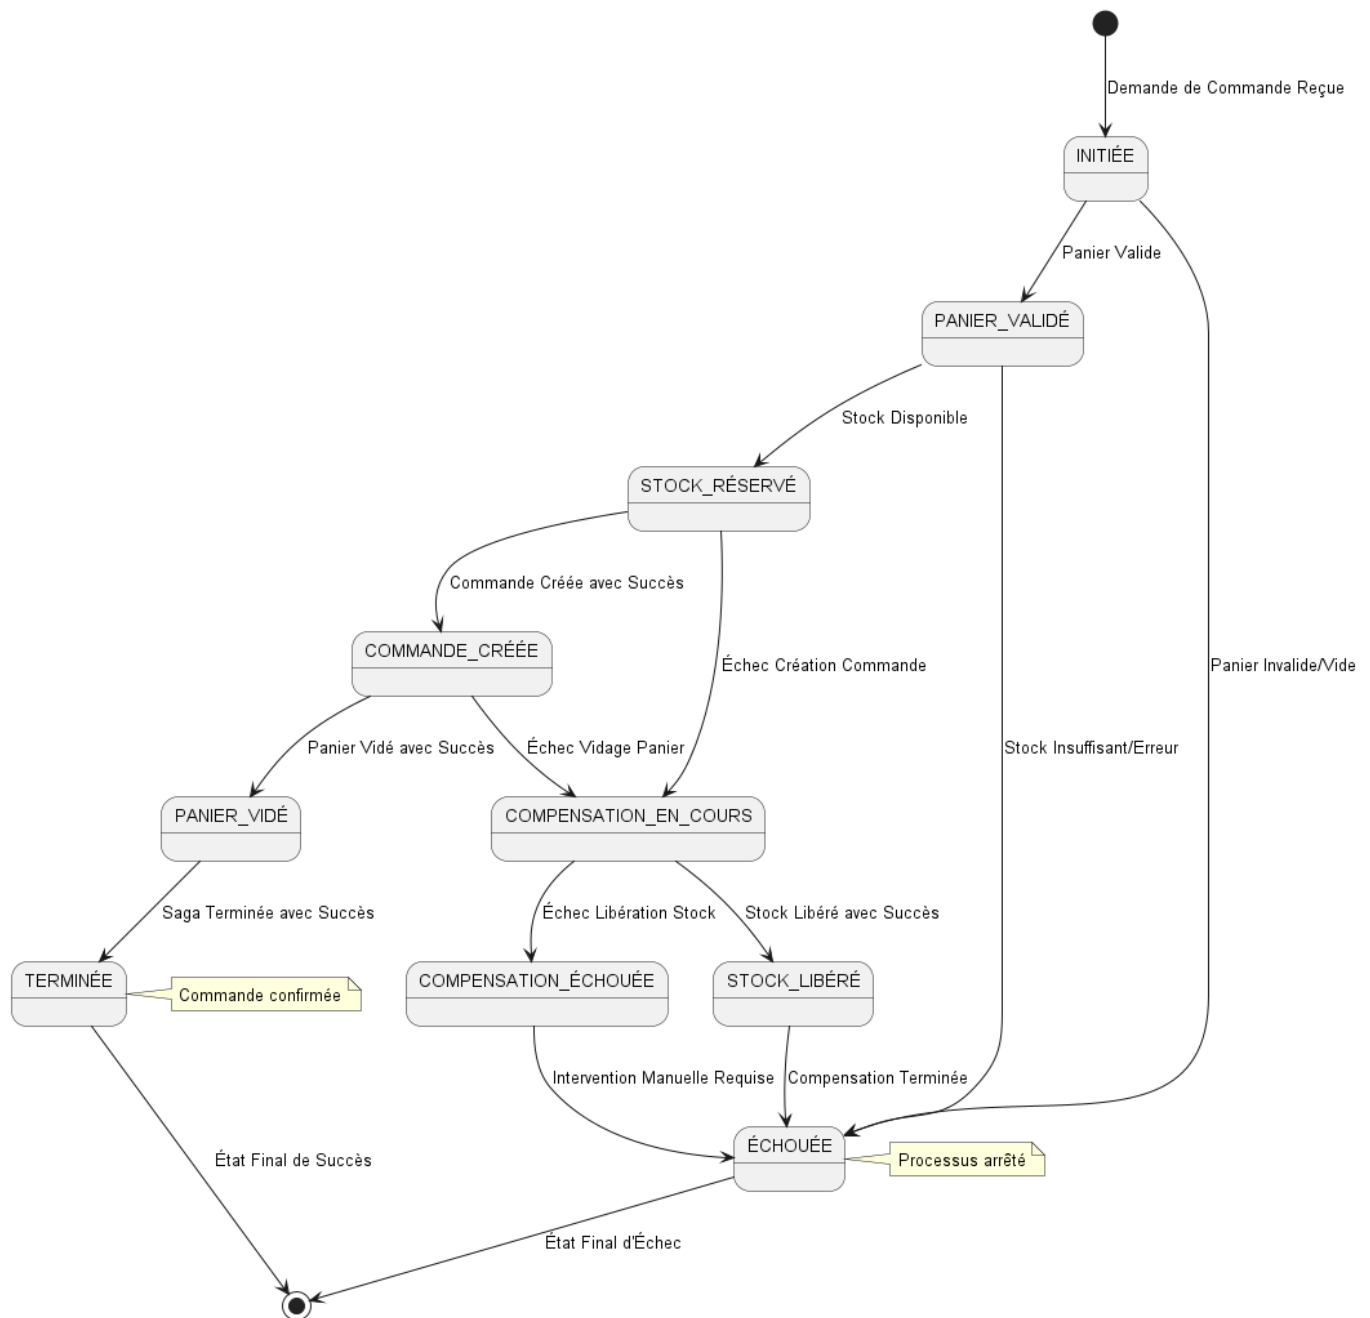 Demande de Commande Reçue
INITIÉE
Panier Valide
PANIER_VALIDÉ
Stock Disponible
STOCK_RÉSERVÉ
Commande Créée avec Succès
COMMANDE_CRÉÉE
Échec Création Commande
Panier Invalide/Vide
Panier Vidé avec Succès
Échec Vidage Panier
Stock Insuffisant/Erreur
PANIER_VIDÉ
COMPENSATION_EN_COURS
Saga Terminée avec Succès
Échec Libération Stock
Stock Libéré avec Succès
TERMINÉE
Commande confirmée
COMPENSATION_ÉCHOUÉE
STOCK_LIBÉRÉ
Intervention Manuelle Requise
Compensation Terminée
ÉCHOUÉE
Processus arrêté
État Final de Succès
État Final d'Échec